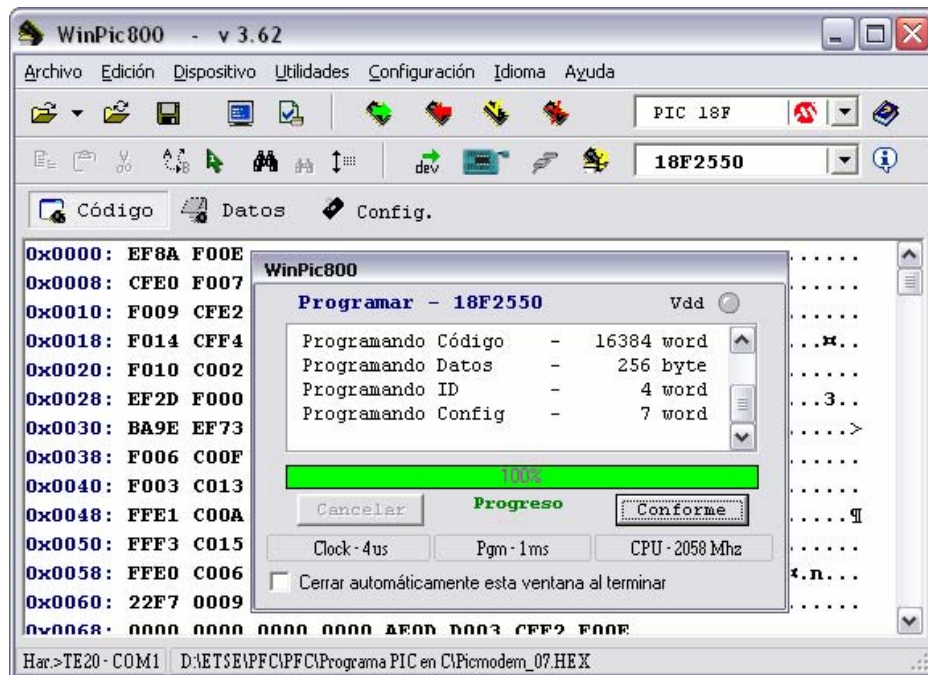 WinPic800 - v 3.62
Archivo Edición Dispositivo Utilidades Configuración Idioma Ayuda
PIC 18F
dev 18F2550
Código Datos Config.
0x0000: EF8A F00E ......
0x0008: CFE0 F007 ......
0x0010: F009 CFE2 ......
0x0018: F014 CFF4 ...¤..
0x0020: F010 C002 ......
0x0028: EF2D F000 ...3..
0x0030: BA9E EF73 .....>
0x0038: F006 C00F ......
0x0040: F003 C013 ......
0x0048: FFE1 C00A .....¶
0x0050: FFF3 C015 ......
0x0058: FFE0 C006 .n...
0x0060: 22F7 0009 ......
0x0068: 0000 0000 0000 0000 AE0D D003 CFF2 F00E
WinPic800
Programar - 18F2550 Vdd
Programando Código - 16384 word
Programando Datos - 256 byte
Programando ID - 4 word
Programando Config - 7 word
100%
Cancelar Progreso Conforme
Clock - 4us Pgm - 1ms CPU - 2058 Mhz
Cerrar automáticamente esta ventana al terminar
Har.>TE20 - COM1 D:\ETSE\PFC\PFC\Programa PIC en C\Picmodem_07.HEX